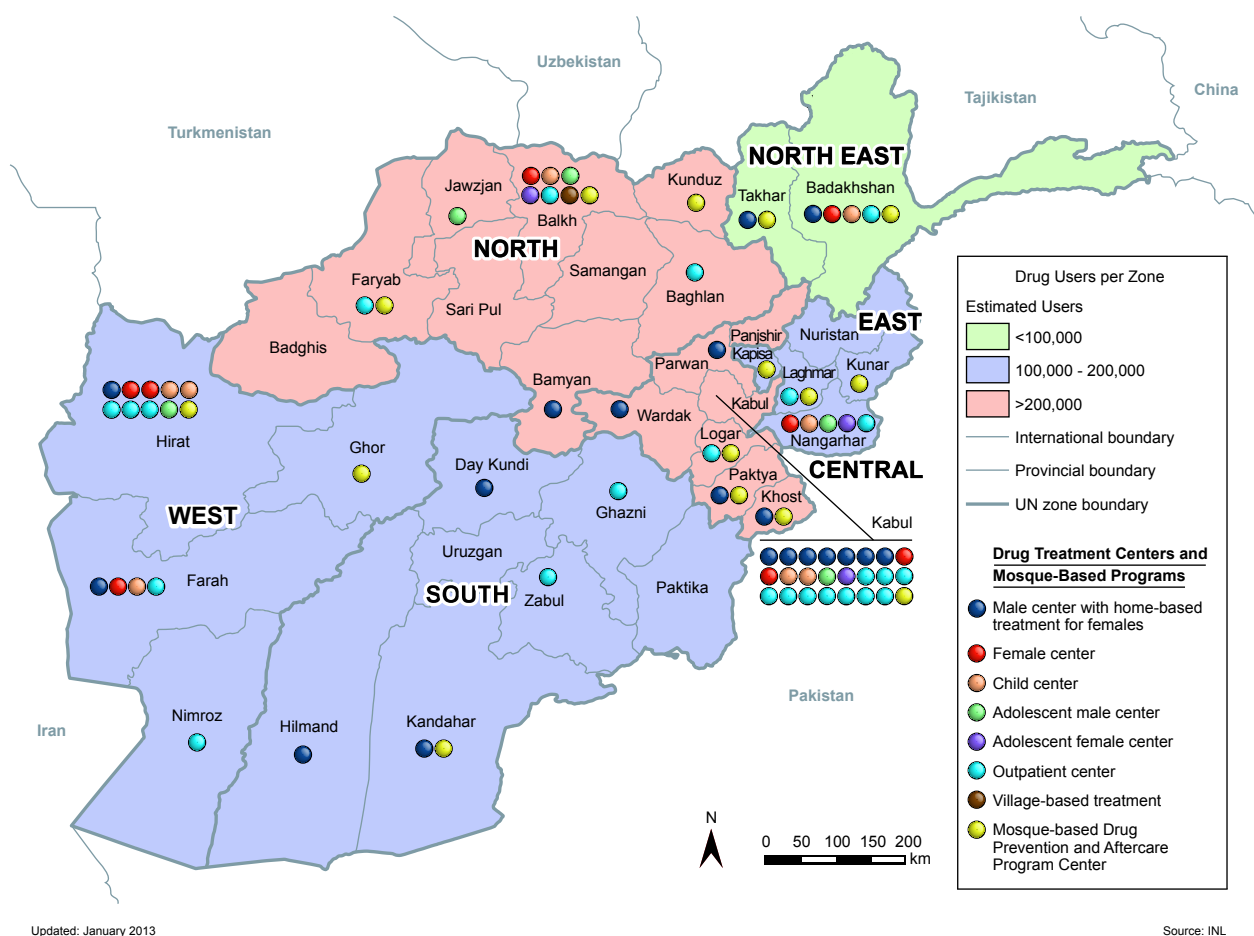 Uzbekistan
China
Tajikistan
Turkmenistan
NORTH EAST
Jawzjan
Kunduz
Takhar
Badakhshan
Balkh
NORTH
Samangan
Faryab
Baghlan
Sari Pul
Badghis
EAST
Panjshir
Nuristan
Kapisa
Parwan
Laghmar
Kunar
Bamyan
Kabul
Wardak
Hirat
Logar
Nangarhar
Ghor
Day Kundi
CENTRAL
Paktya
Khost
Ghazni
WEST
Kabul
Uruzgan
Farah
SOUTH
Zabul
Paktika
Pakistan
Nimroz
Hilmand
Kandahar
Iran
Drug Users per Zone
Estimated Users
<100,000
100,000 - 200,000
>200,000
International boundary
Provincial boundary
UN zone boundary
Drug Treatment Centers and
Mosque-Based Programs
Male center with home-based
treatment for females
Female center
Child center
Adolescent male center
Adolescent female center
Outpatient center
Village-based treatment
Mosque-based Drug
Prevention and Aftercare
Program Center
N
0 50 100 150 200
km
Updated: January 2013
Source: INL